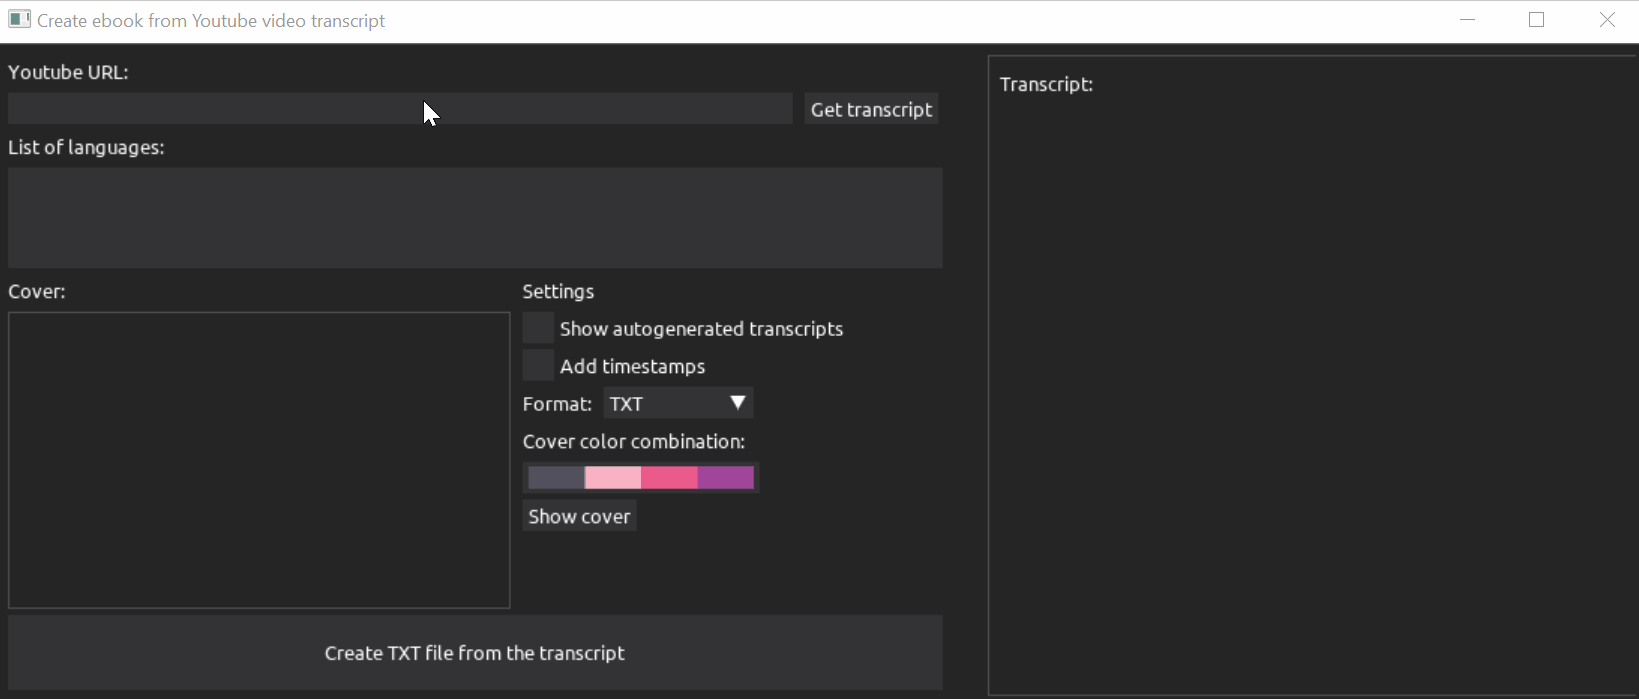 Create ebook from Youtube video transcript
Youtube URL:
Get transcript
List of languages:
Cover:
Settings
Show autogenerated transcripts
Add timestamps
Format: TXT
Cover color combination:
Show cover
Create TXT file from the transcript
Transcript: